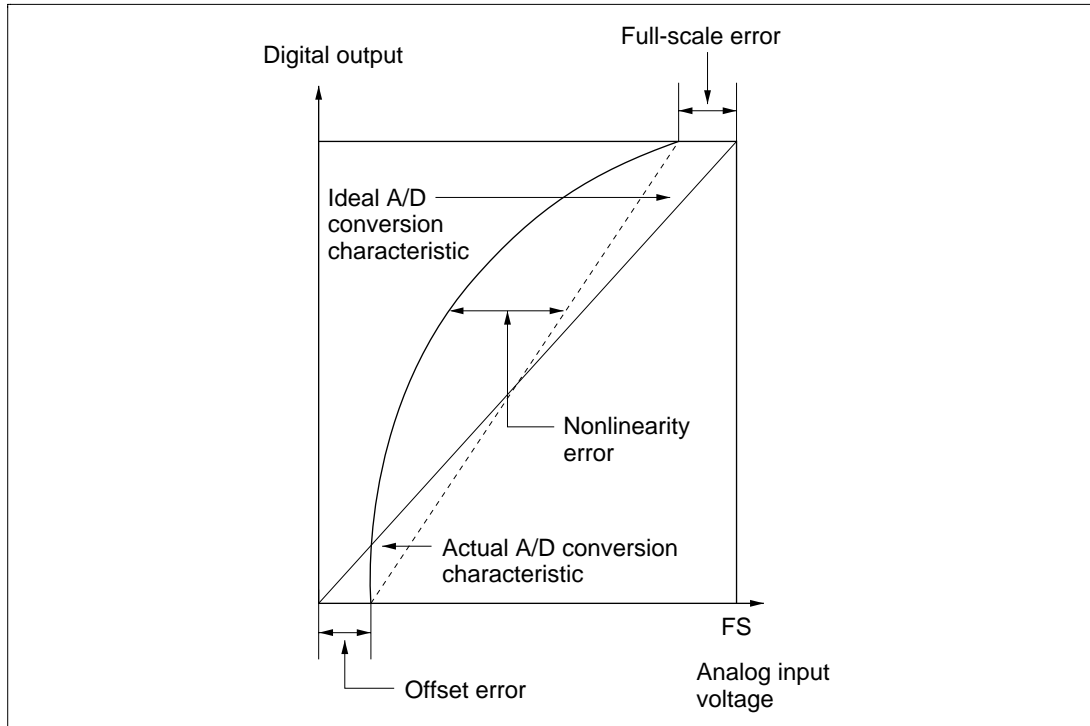 Full-scale error
Digital output
Ideal A/D
conversion
characteristic
Nonlinearity
error
Actual A/D conversion
characteristic
FS
Analog input
voltage
Offset error